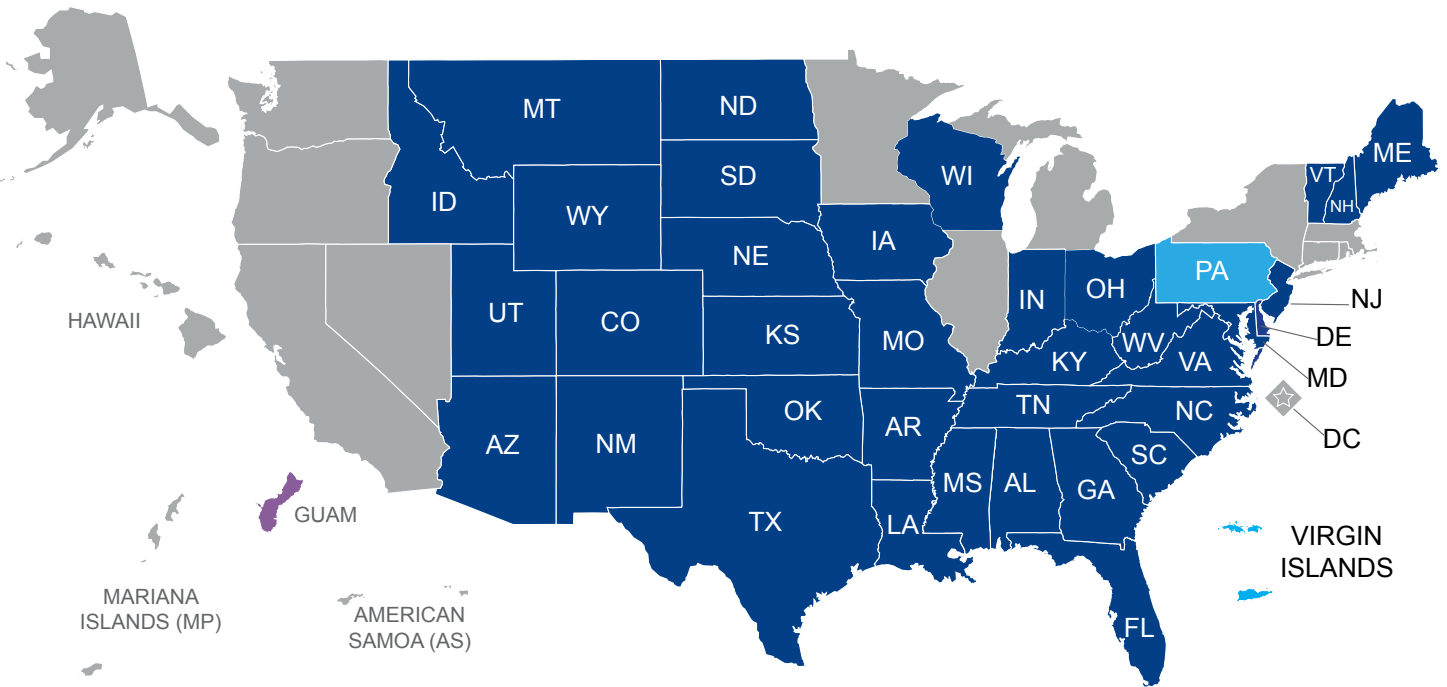 MT
ND
ME
VT
SD
WI
NH
ID
WY
IA
NE
PA
IN
OH
NJ
UT
CO
HAWAII
KS
MO
WV
DE
KY
VA
MD
TN
NC
OK
AR
DC
AZ
NM
SC
MS
AL
GA
GUAM
TX
LA
VIRGIN
ISLANDS
MARIANA
ISLANDS (MP)
AMERICAN
SAMOA (AS)
FL